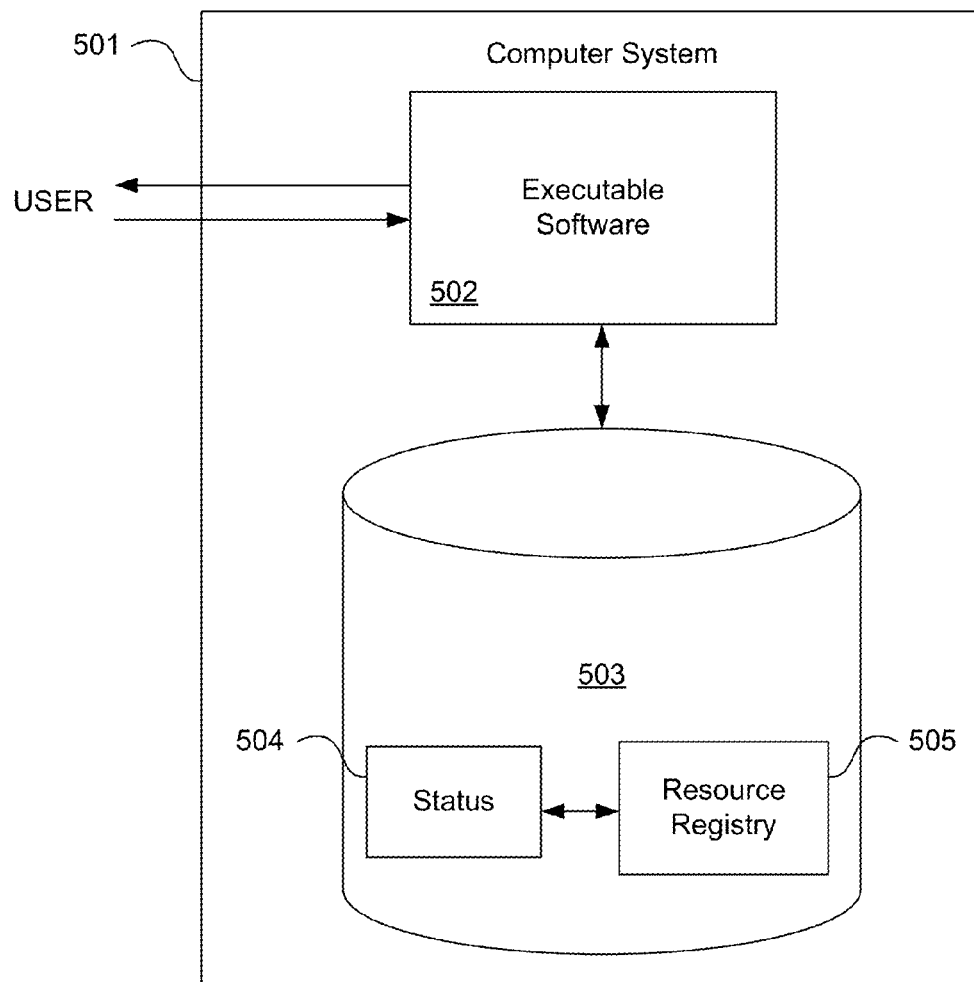 501
Computer System
USER
Executable
Software
502
503
504
505
Status
Resource
Registry